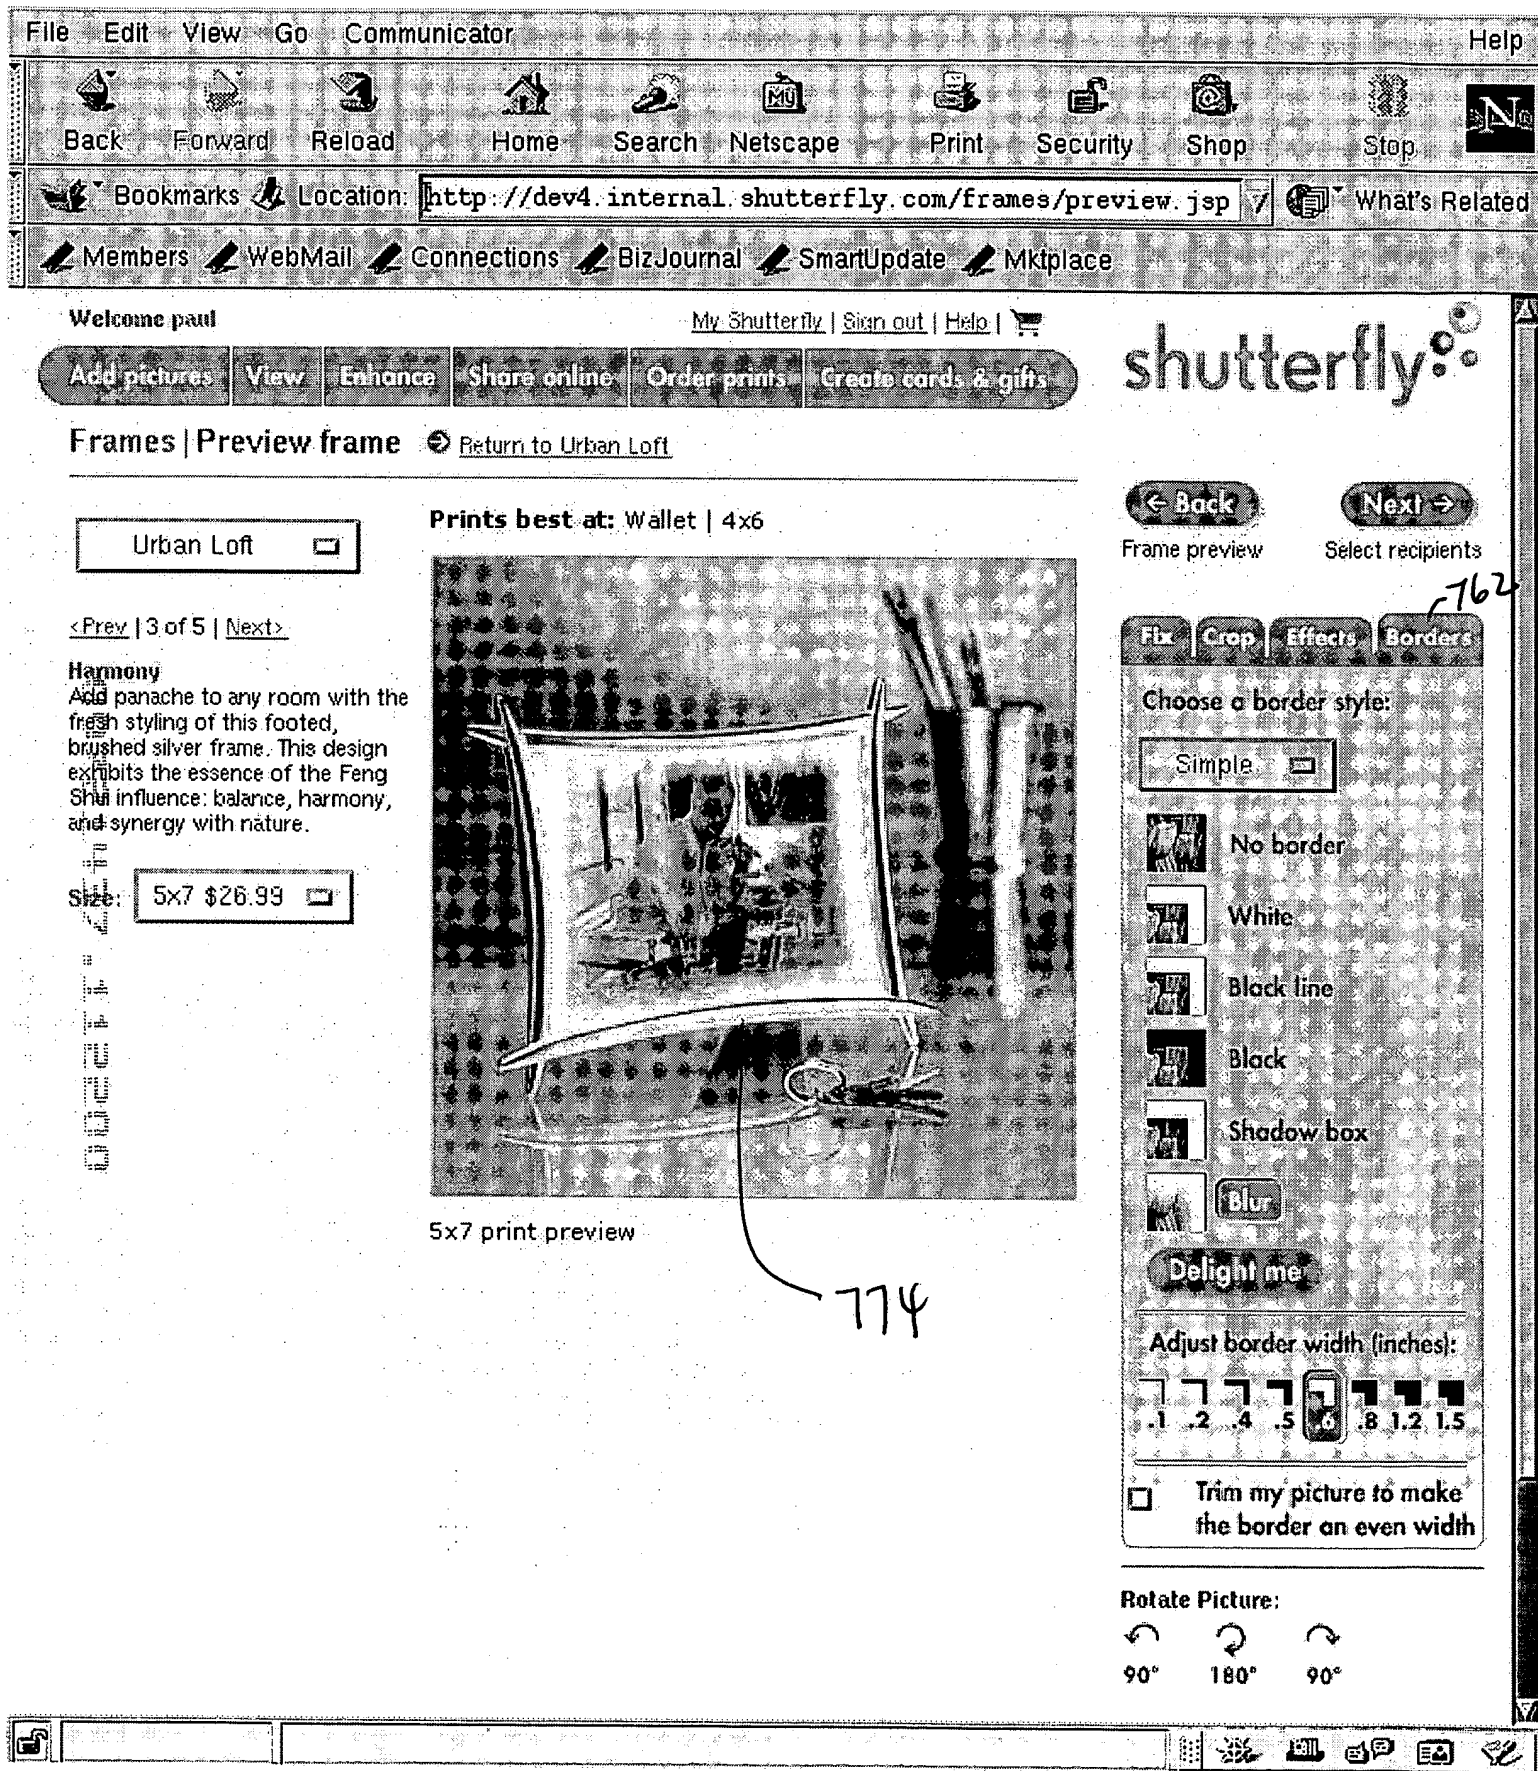 File Edit View Go Communicator Help
Back Forward Reload Home Search Netscape Print Security Shop Stop
N
Bookmarks Location: http://dev4.internal.shutterfly.com/frames/preview.jsp What's Related
Members WebMail Connections BizJournal SmartUpdate Mktplace
Welcome paul
My Shutterfly | Sign out | Help |
shutterfly
Add pictures View Enhance Share online Order prints Create cards & gifts
Frames | Preview frame Return to Urban Loft
← Back Next →
Frame preview Select recipients
Urban Loft
Prints best at: Wallet | 4x6
<Prev | 3 of 5 | Next>
Harmony
Add panache to any room with the
fresh styling of this footed,
brushed silver frame. This design
exhibits the essence of the Feng
Shui influence: balance, harmony,
and synergy with nature.
Size: 5x7 $26.99
5x7 print preview
774
762
Fix Crop Effects Borders
Choose a border style:
Simple
No border
White
Black line
Black
Shadow box
Blur
Delight me
Adjust border width (inches):
.1 .2 .4 .5 .6 .8 1.2 1.5
Trim my picture to make
the border an even width
Rotate Picture:
90° 180° 90°